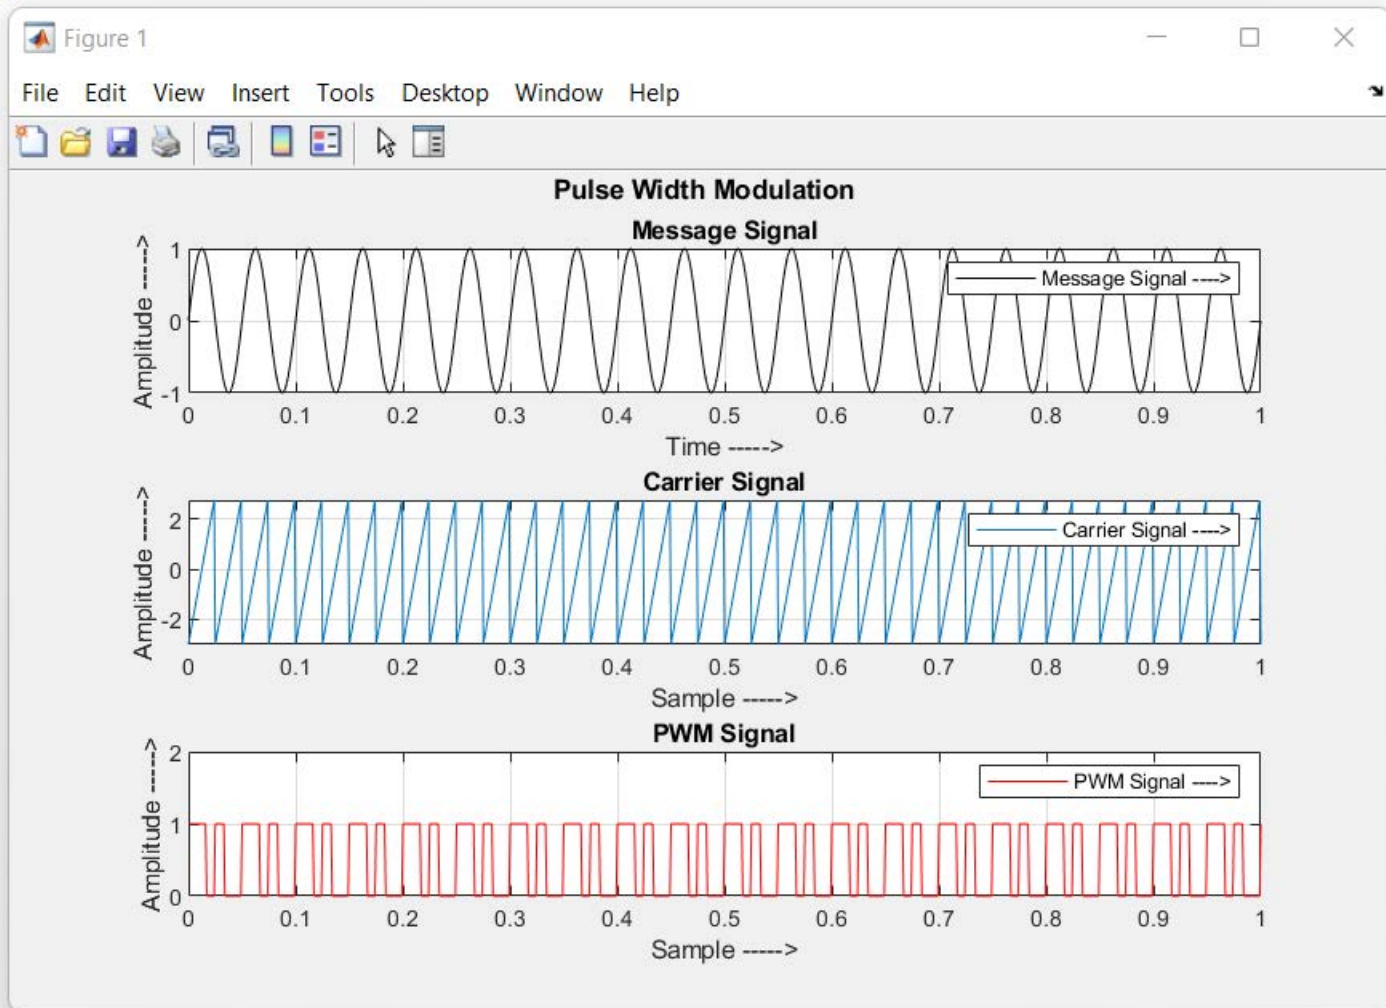 Figure 1
File Edit View Insert Tools Desktop Window Help
Pulse Width Modulation
Message Signal
Amplitude ----->
1
0
-1
Message Signal ---->
0 0.1 0.2 0.3 0.4 0.5 0.6 0.7 0.8 0.9 1
Time ----->
Carrier Signal
Amplitude ----->
2
0
-2
Carrier Signal ---->
0 0.1 0.2 0.3 0.4 0.5 0.6 0.7 0.8 0.9 1
Sample ----->
PWM Signal
Amplitude ----->
2
1
0
PWM Signal ---->
0 0.1 0.2 0.3 0.4 0.5 0.6 0.7 0.8 0.9 1
Sample ----->